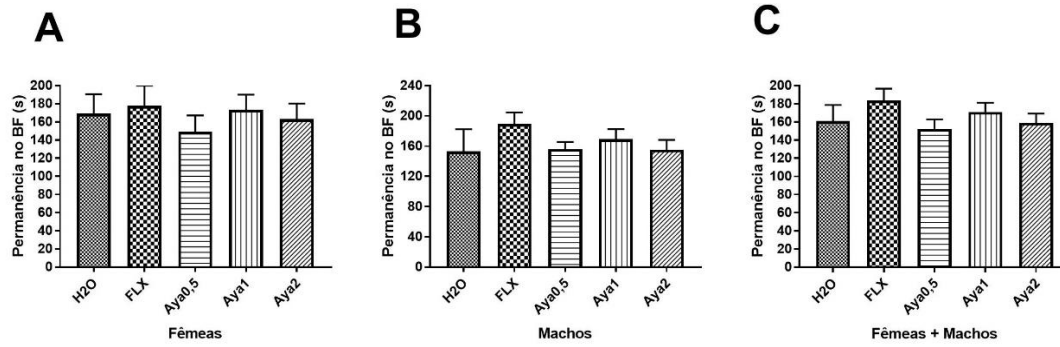 A
Permanência no BF (s)
200
180
160
140
120
100
80
60
40
20
0
H2O
FLX
Aya0,5
Aya1
Aya2
Fêmeas
B
Permanência no BF (s)
240
200
160
120
80
40
0
H2O
FLX
Aya0,5
Aya1
Aya2
Machos
C
Permanência no BF (s)
200
180
160
140
120
100
80
60
40
20
0
H2O
FLX
Aya0,5
Aya1
Aya2
Fêmeas + Machos